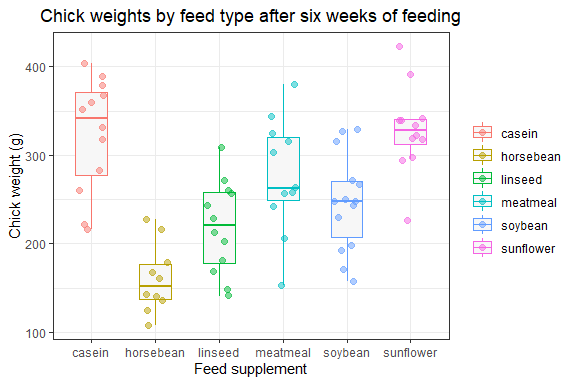 Chick weights by feed type after six weeks of feeding
Chick weight (g)
400
300
200
100
casein horsebean linseed meatmeal soybean sunflower
Feed supplement
casein
horsebean
linseed
meatmeal
soybean
sunflower